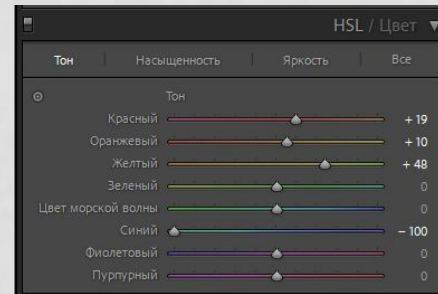 HSL / Цвет
Тон Насыщенность Яркость Все
Тон
Красный + 19
Оранжевый + 10
Желтый + 48
Зеленый 0
Цвет морской волны 0
Синий – 100
Фиолетовый 0
Пурпурный 0